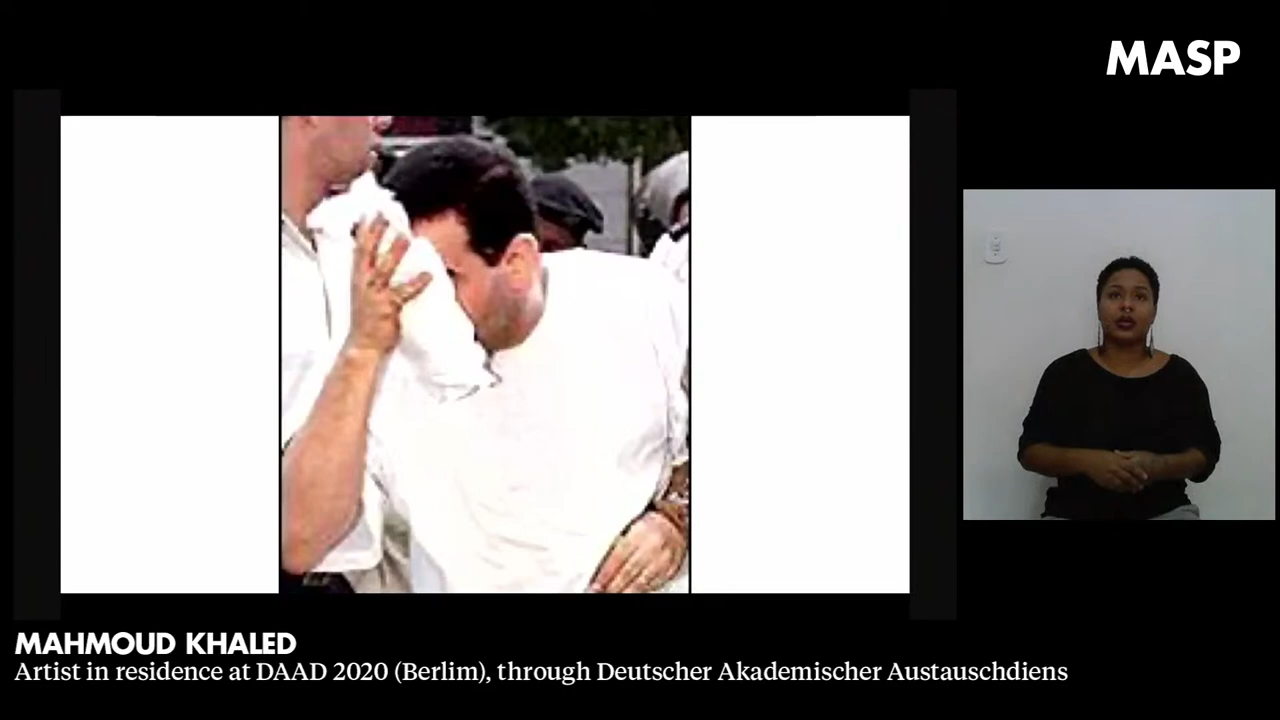 MASP
MAHMOUD KHALED
Artist in residence at DAAD 2020 (Berlim), through Deutscher Akademischer Austauschdiens